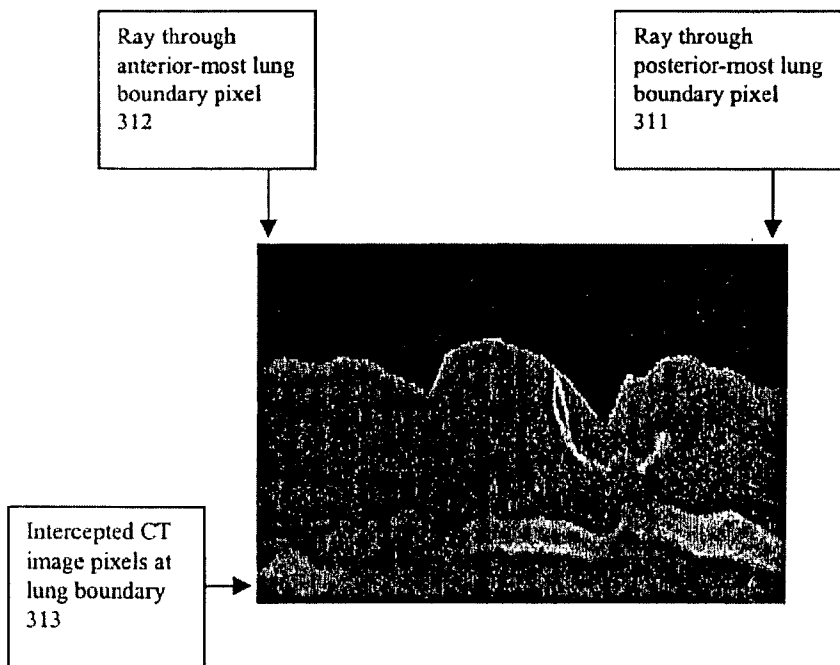 Ray through
anterior-most lung
boundary pixel
312
Ray through
posterior-most lung
boundary pixel
311
Intercepted CT
image pixels at
lung boundary
313